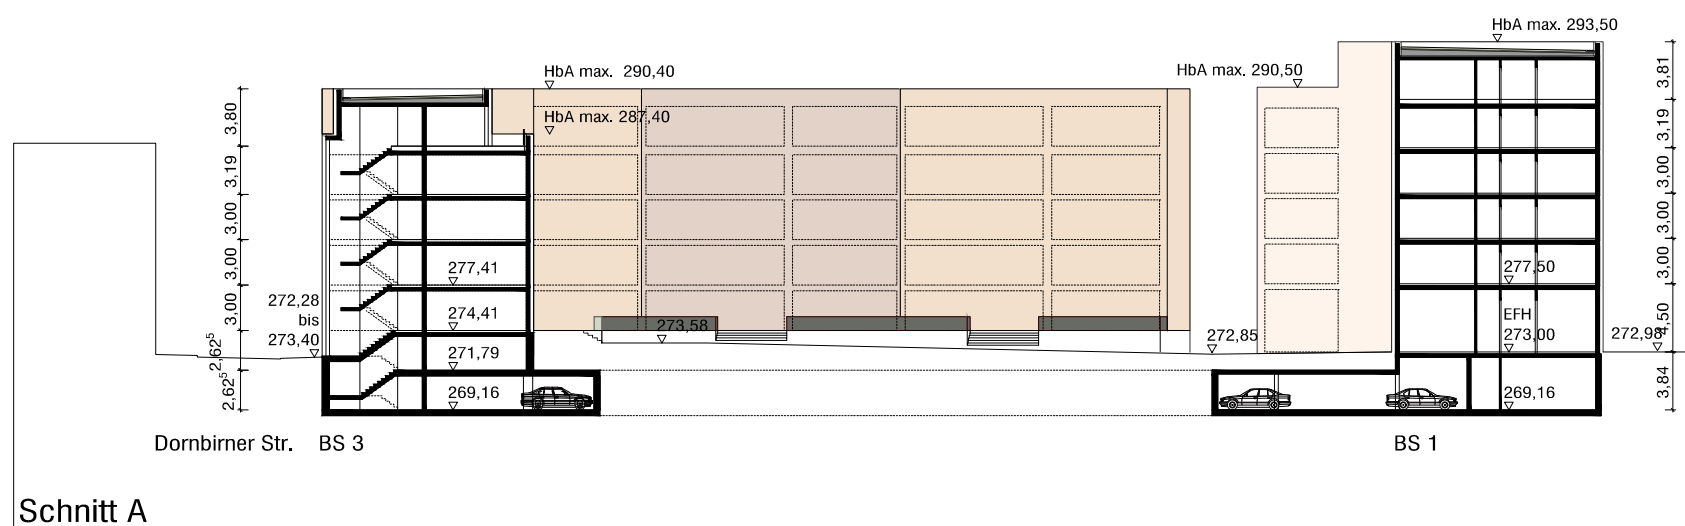 HbA max. 293,50
HbA max. 290,40
HbA max. 290,50
HbA max. 287,40
3,80
3,19
3,00
3,00
3,00
2,62⁵
2,62⁵
3,81
3,19
3,00
3,00
3,00
4,50
3,84
277,41
274,41
271,79
269,16
272,28
bis
273,40
273,58
272,85
277,50
EFH
273,00
272,98
269,16
Dornbirner Str.
BS 3
BS 1
Schnitt A